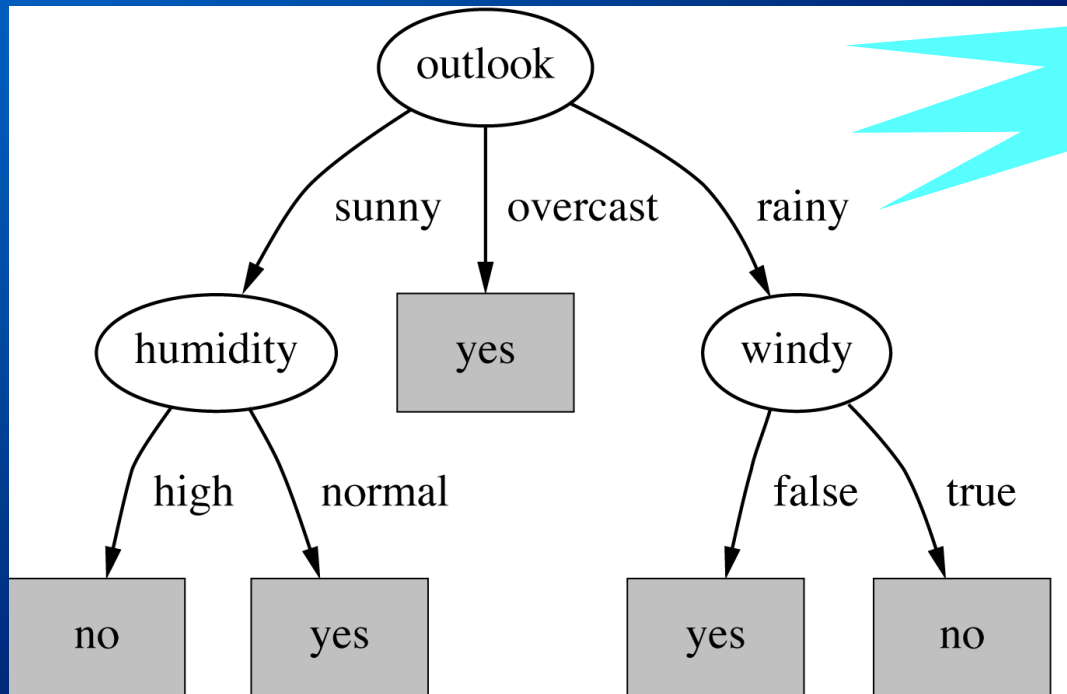 outlook
sunny overcast rainy
humidity yes windy
high normal false true
no yes yes no